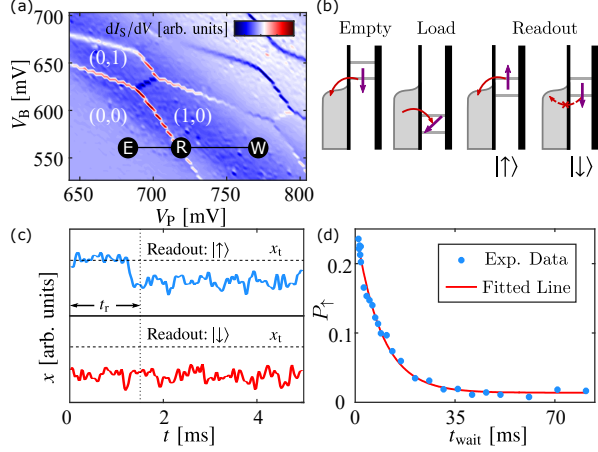 (a)
dI_S/dV [arb. units]
700
650
600
550
V_B [mV]
(0,1)
(0,0)
(1,0)
E
R
W
650
700
750
800
V_P [mV]
(b)
Empty
Load
Readout
|↑⟩
|↓⟩
(c)
Readout: |↑⟩
x_t
t_r
Readout: |↓⟩
x_t
x [arb. units]
0
2
4
t [ms]
(d)
Exp. Data
Fitted Line
0.2
0.1
0
P_↑
0
35
70
t_wait [ms]